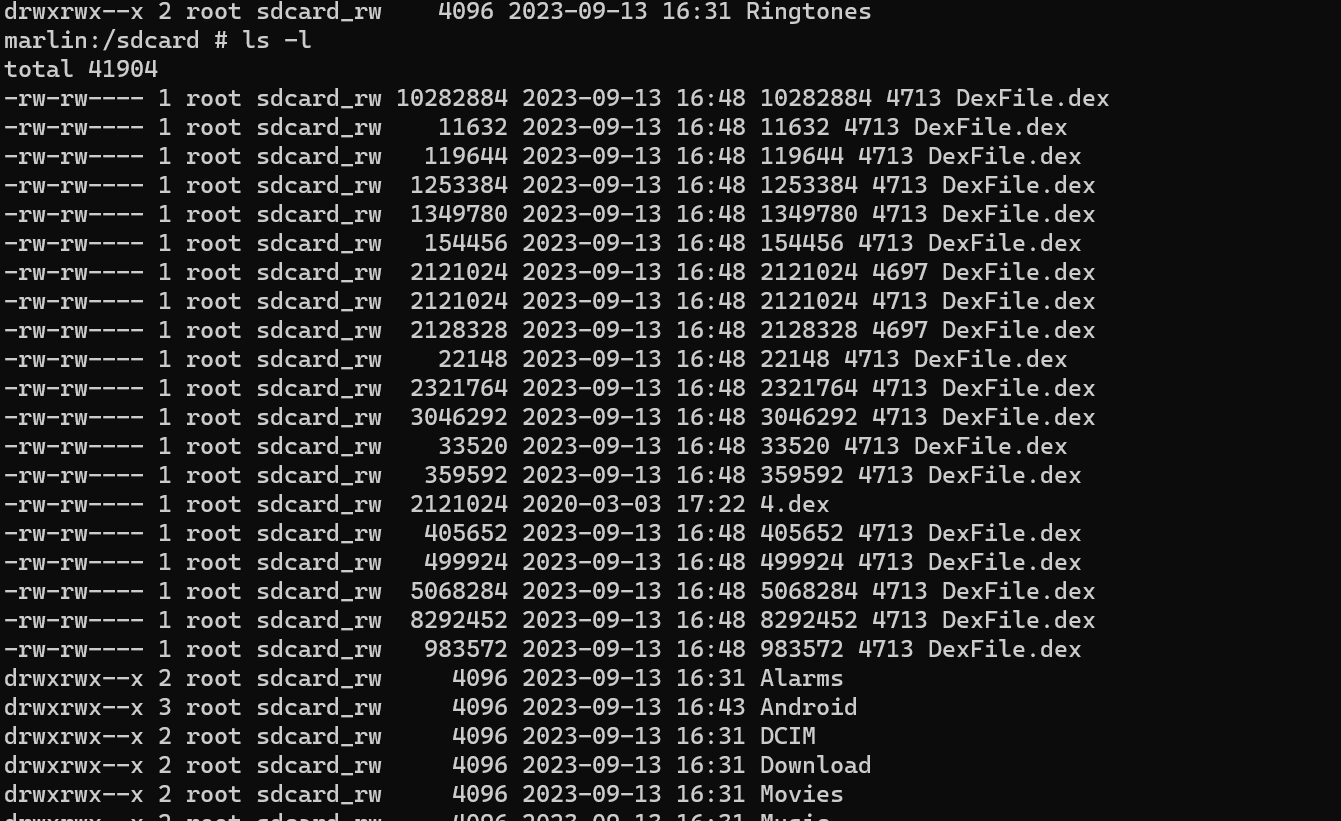 drwxrwx--x 2 root sdcard_rw     4096 2023-09-13 16:31 Ringtones
marlin:/sdcard # ls -l
total 41904
-rw-rw---- 1 root sdcard_rw 10282884 2023-09-13 16:48 10282884 4713 DexFile.dex
-rw-rw---- 1 root sdcard_rw    11632 2023-09-13 16:48 11632 4713 DexFile.dex
-rw-rw---- 1 root sdcard_rw   119644 2023-09-13 16:48 119644 4713 DexFile.dex
-rw-rw---- 1 root sdcard_rw  1253384 2023-09-13 16:48 1253384 4713 DexFile.dex
-rw-rw---- 1 root sdcard_rw  1349780 2023-09-13 16:48 1349780 4713 DexFile.dex
-rw-rw---- 1 root sdcard_rw   154456 2023-09-13 16:48 154456 4713 DexFile.dex
-rw-rw---- 1 root sdcard_rw  2121024 2023-09-13 16:48 2121024 4697 DexFile.dex
-rw-rw---- 1 root sdcard_rw  2121024 2023-09-13 16:48 2121024 4713 DexFile.dex
-rw-rw---- 1 root sdcard_rw  2128328 2023-09-13 16:48 2128328 4697 DexFile.dex
-rw-rw---- 1 root sdcard_rw    22148 2023-09-13 16:48 22148 4713 DexFile.dex
-rw-rw---- 1 root sdcard_rw  2321764 2023-09-13 16:48 2321764 4713 DexFile.dex
-rw-rw---- 1 root sdcard_rw  3046292 2023-09-13 16:48 3046292 4713 DexFile.dex
-rw-rw---- 1 root sdcard_rw    33520 2023-09-13 16:48 33520 4713 DexFile.dex
-rw-rw---- 1 root sdcard_rw   359592 2023-09-13 16:48 359592 4713 DexFile.dex
-rw-rw---- 1 root sdcard_rw  2121024 2020-03-03 17:22 4.dex
-rw-rw---- 1 root sdcard_rw   405652 2023-09-13 16:48 405652 4713 DexFile.dex
-rw-rw---- 1 root sdcard_rw   499924 2023-09-13 16:48 499924 4713 DexFile.dex
-rw-rw---- 1 root sdcard_rw  5068284 2023-09-13 16:48 5068284 4713 DexFile.dex
-rw-rw---- 1 root sdcard_rw  8292452 2023-09-13 16:48 8292452 4713 DexFile.dex
-rw-rw---- 1 root sdcard_rw   983572 2023-09-13 16:48 983572 4713 DexFile.dex
drwxrwx--x 2 root sdcard_rw     4096 2023-09-13 16:31 Alarms
drwxrwx--x 3 root sdcard_rw     4096 2023-09-13 16:43 Android
drwxrwx--x 2 root sdcard_rw     4096 2023-09-13 16:31 DCIM
drwxrwx--x 2 root sdcard_rw     4096 2023-09-13 16:31 Download
drwxrwx--x 2 root sdcard_rw     4096 2023-09-13 16:31 Movies
drwxrwx--x 2 root sdcard_rw     4096 2023-09-13 16:31 Music